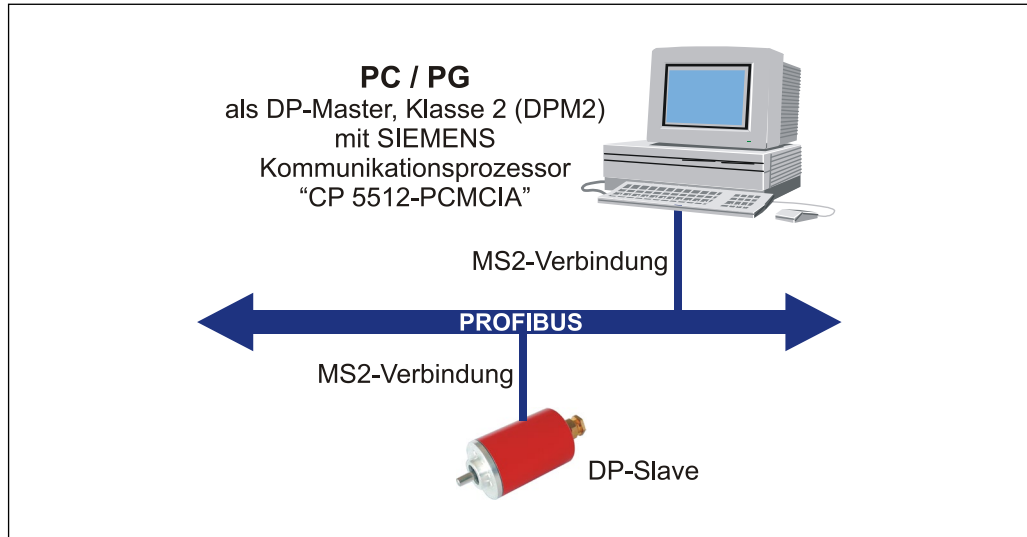 PC / PG
als DP-Master, Klasse 2 (DPM2)
mit SIEMENS
Kommunikationsprozessor
“CP 5512-PCMCIA”
MS2-Verbindung
PROFIBUS
MS2-Verbindung
DP-Slave